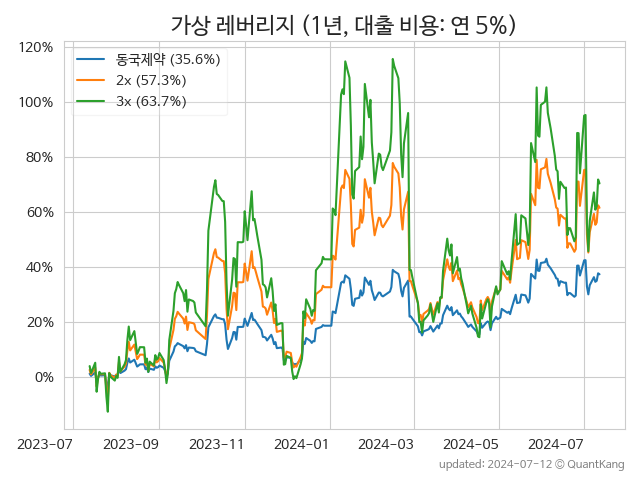 가상 레버리지 (1년, 대출 비용: 연 5%)
동국제약 (35.6%)
2x (57.3%)
3x (63.7%)
120%
100%
80%
60%
40%
20%
0%
2023-07
2023-09
2023-11
2024-01
2024-03
2024-05
2024-07
updated: 2024-07-12 © QuantKang